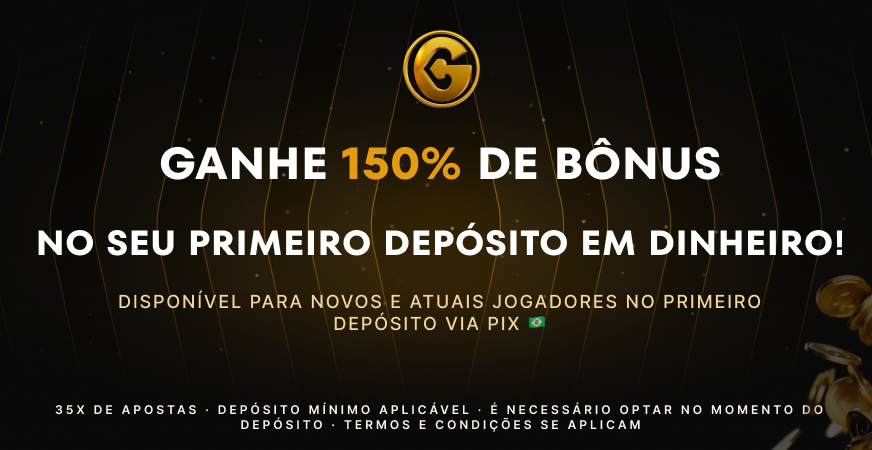 GANHE 150% DE BÔNUS
NO SEU PRIMEIRO DEPÓSITO EM DINHEIRO!
DISPONÍVEL PARA NOVOS E ATUAIS JOGADORES NO PRIMEIRO
DEPÓSITO VIA PIX 🇧🇷
35X DE APOSTAS · DEPÓSITO MÍNIMO APLICÁVEL · É NECESSÁRIO OPTAR NO MOMENTO DO
DEPÓSITO · TERMOS E CONDIÇÕES SE APLICAM